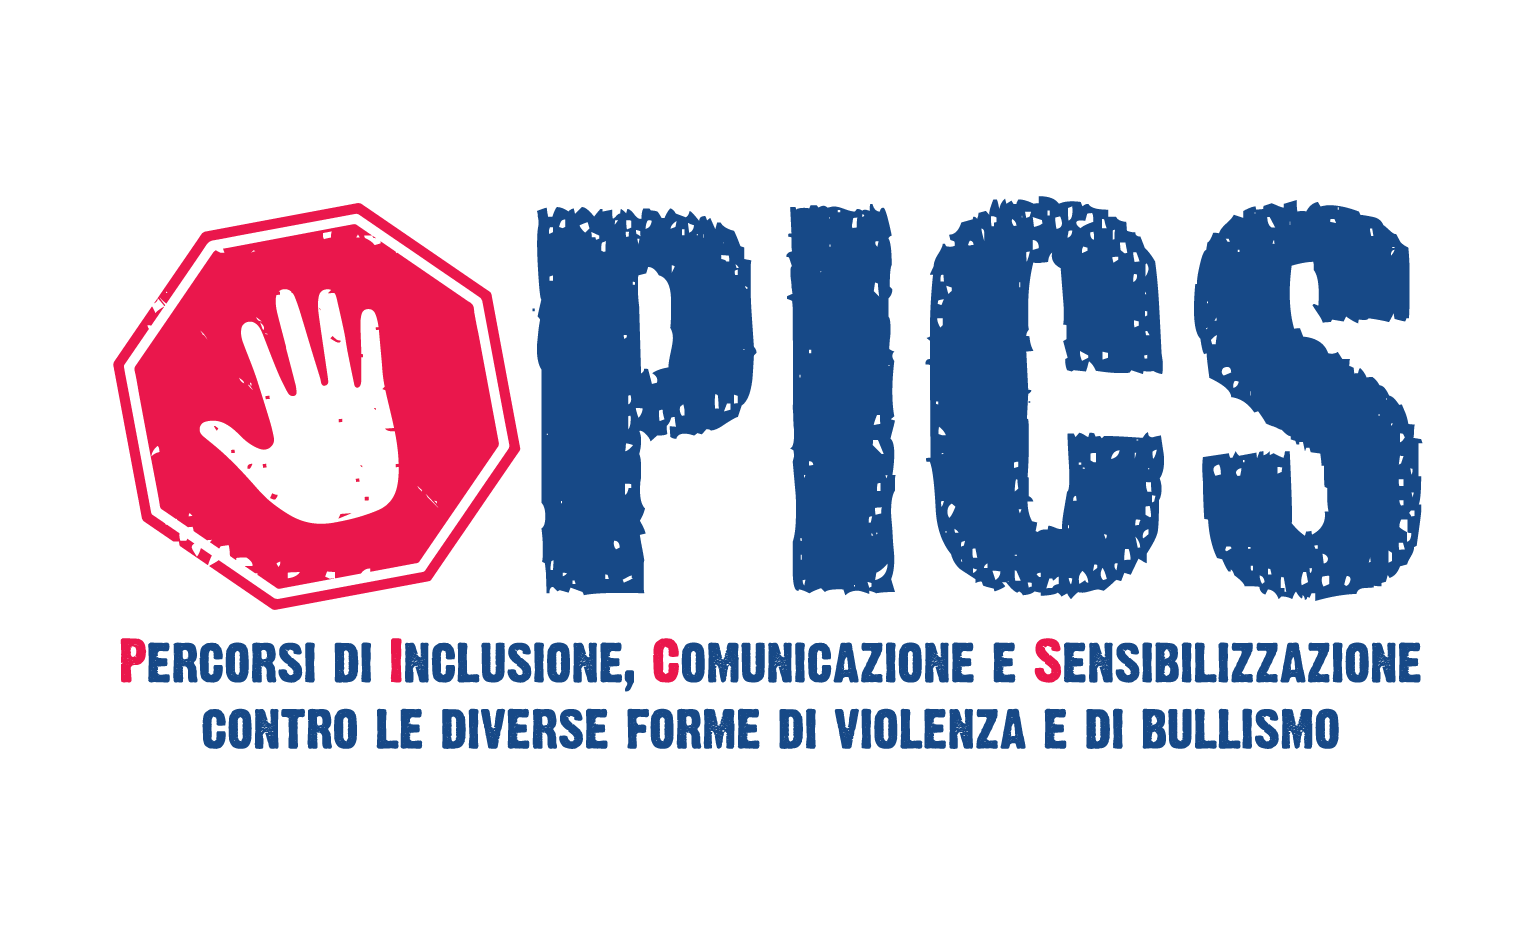 PICS
PERCORSI DI INCLUSIONE, COMUNICAZIONE E SENSIBILIZZAZIONE
CONTRO LE DIVERSE FORME DI VIOLENZA E DI BULLISMO